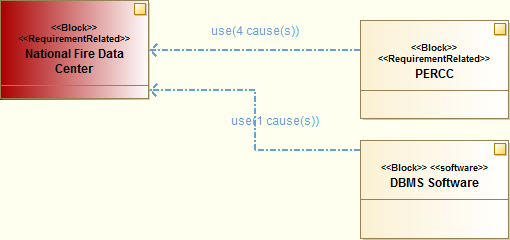 <<Block>>
<<RequirementRelated>>
National Fire Data
Center
use(4 cause(s))
<<Block>>
<<RequirementRelated>>
PERCC
use(1 cause(s))
<<Block>> <<software>>
DBMS Software